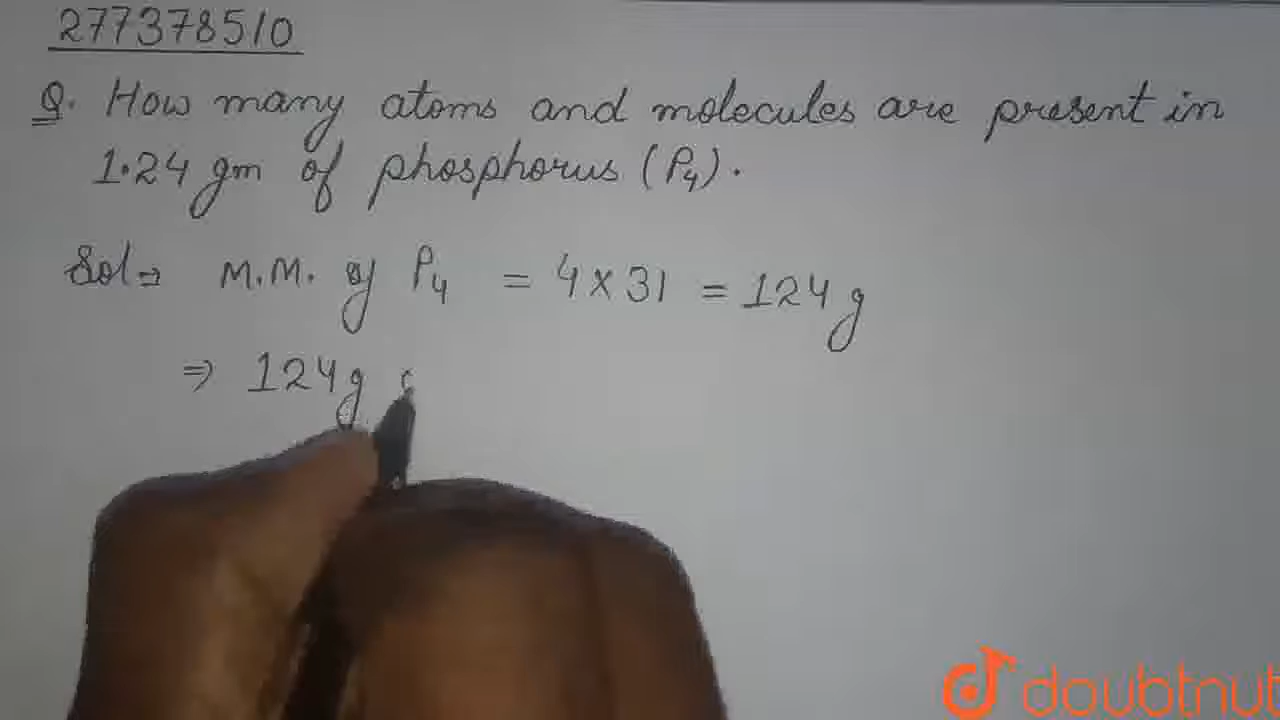 277378510
Q. How many atoms and molecules are present in
1.24 gm of phosphorus (P₄).
Sol ⇒ M.M. of P₄ = 4 × 31 = 124 g
⇒ 124 g
doubtnut